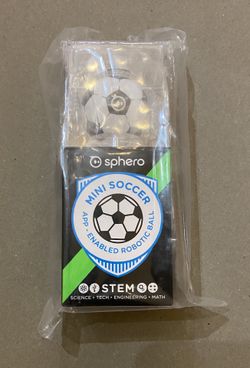 sphero
MINI SOCCER
APP - ENABLED ROBOTIC BALL
STEM
SCIENCE • TECH • ENGINEERING • MATH